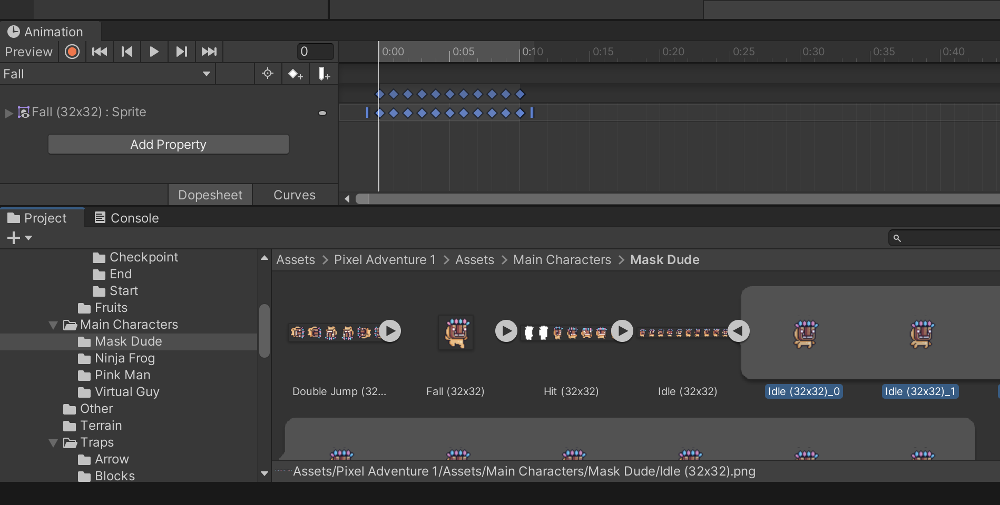 Animation
Preview
0
0:00 0:05 0:10 0:15 0:20 0:25 0:30 0:35 0:40
Fall
Fall (32x32) : Sprite
Add Property
Dopesheet Curves
Project Console
Checkpoint
End
Start
Fruits
Main Characters
Mask Dude
Ninja Frog
Pink Man
Virtual Guy
Other
Terrain
Traps
Arrow
Blocks
Assets > Pixel Adventure 1 > Assets > Main Characters > Mask Dude
Double Jump (32... Fall (32x32) Hit (32x32) Idle (32x32) Idle (32x32)_0 Idle (32x32)_1
Assets/Pixel Adventure 1/Assets/Main Characters/Mask Dude/Idle (32x32).png